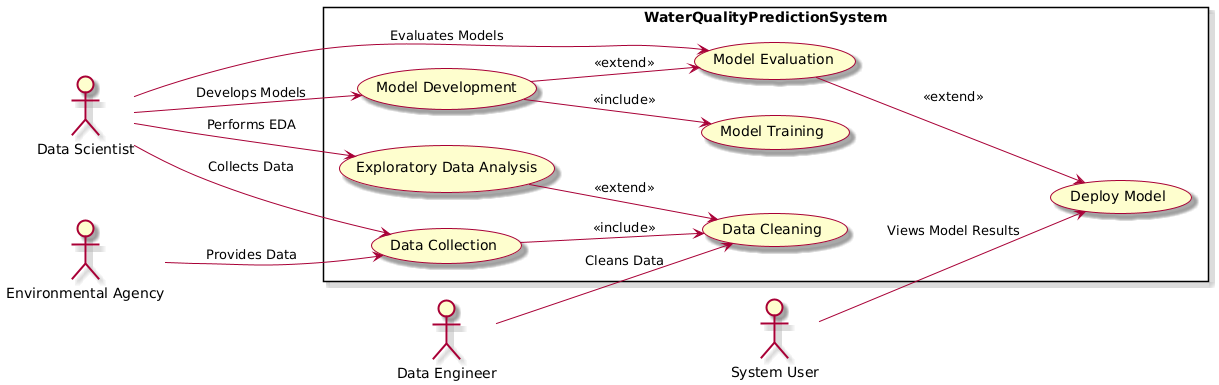 WaterQualityPredictionSystem
Evaluates Models
Model Evaluation
«extend»
Model Development
Develops Models
«extend»
«include»
Performs EDA
Model Training
Data Scientist
Exploratory Data Analysis
Collects Data
«extend»
Deploy Model
«include»
Data Cleaning
Views Model Results
Data Collection
Provides Data
Cleans Data
Environmental Agency
Data Engineer
System User